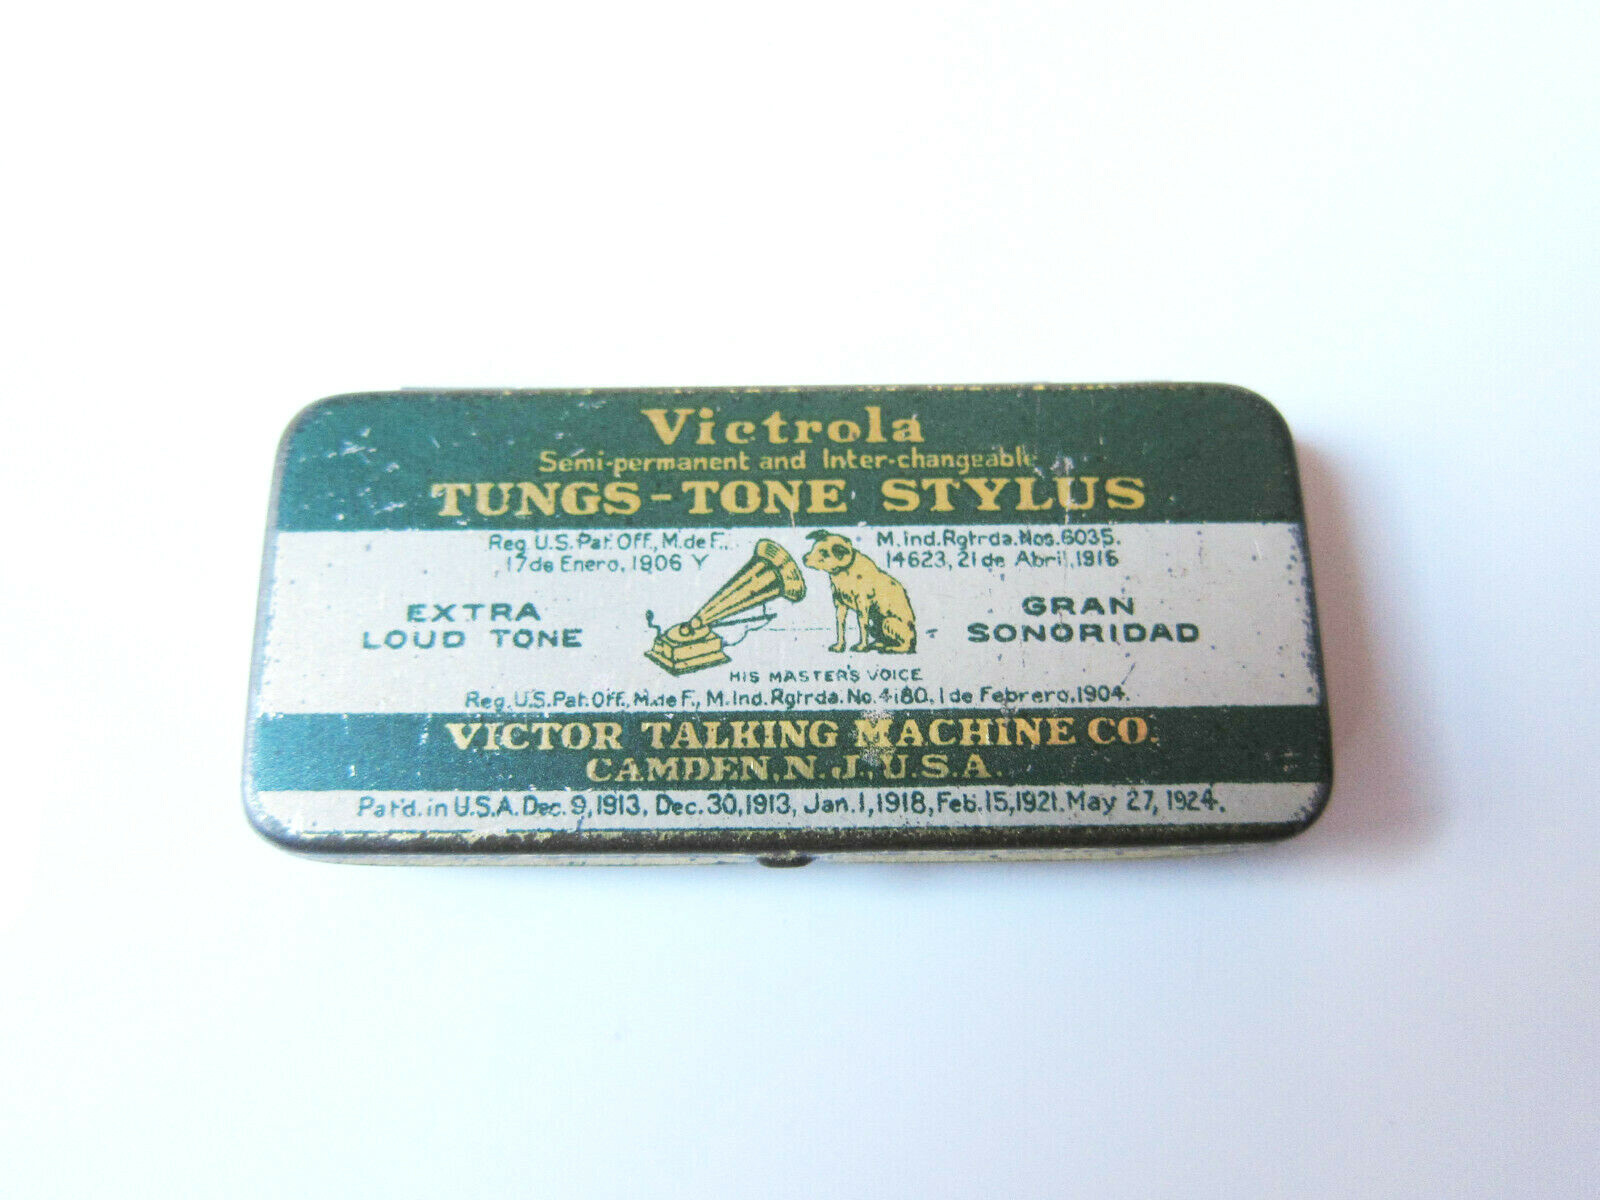 Victrola
Semi-permanent and Inter-changeable
TUNGS-TONE STYLUS
Reg. U.S. Pat. Off., M. de F.,
17 de Enero, 1906 Y
M. Ind. Rgtrda. Nos. 6035.
14623, 21 de Abril, 1916
EXTRA
LOUD TONE
GRAN
SONORIDAD
HIS MASTER'S VOICE
Reg. U.S. Pat. Off., M. de F., M. Ind. Rgtrda. No. 4180, 1 de Febrero, 1904.
VICTOR TALKING MACHINE CO.
CAMDEN, N. J., U.S.A.
Pat'd. in U.S.A. Dec. 9, 1913, Dec. 30, 1913, Jan. 1, 1918, Feb. 15, 1921. May 27, 1924.